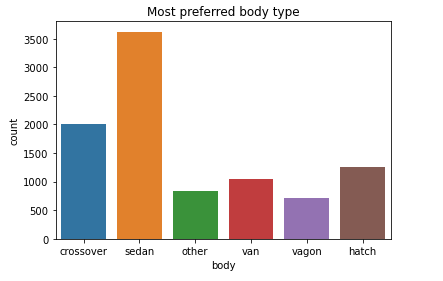 Most preferred body type
3500
3000
2500
2000
1500
1000
500
0
count
crossover sedan other van vagon hatch
body